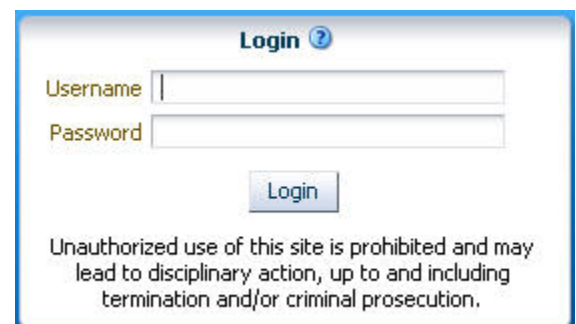 Login
Username
Password
Login
Unauthorized use of this site is prohibited and may
lead to disciplinary action, up to and including
termination and/or criminal prosecution.